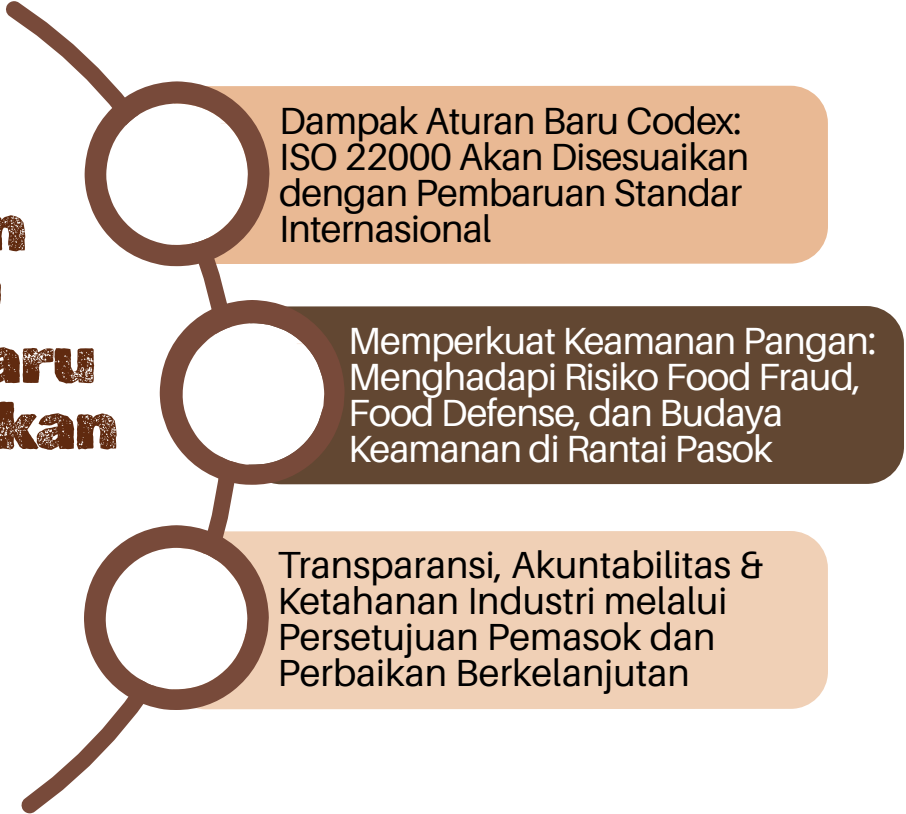 Dampak Aturan Baru Codex:
ISO 22000 Akan Disesuaikan
dengan Pembaruan Standar
Internasional
Memperkuat Keamanan Pangan:
Menghadapi Risiko Food Fraud,
Food Defense, dan Budaya
Keamanan di Rantai Pasok
Transparansi, Akuntabilitas &
Ketahanan Industri melalui
Persetujuan Pemasok dan
Perbaikan Berkelanjutan